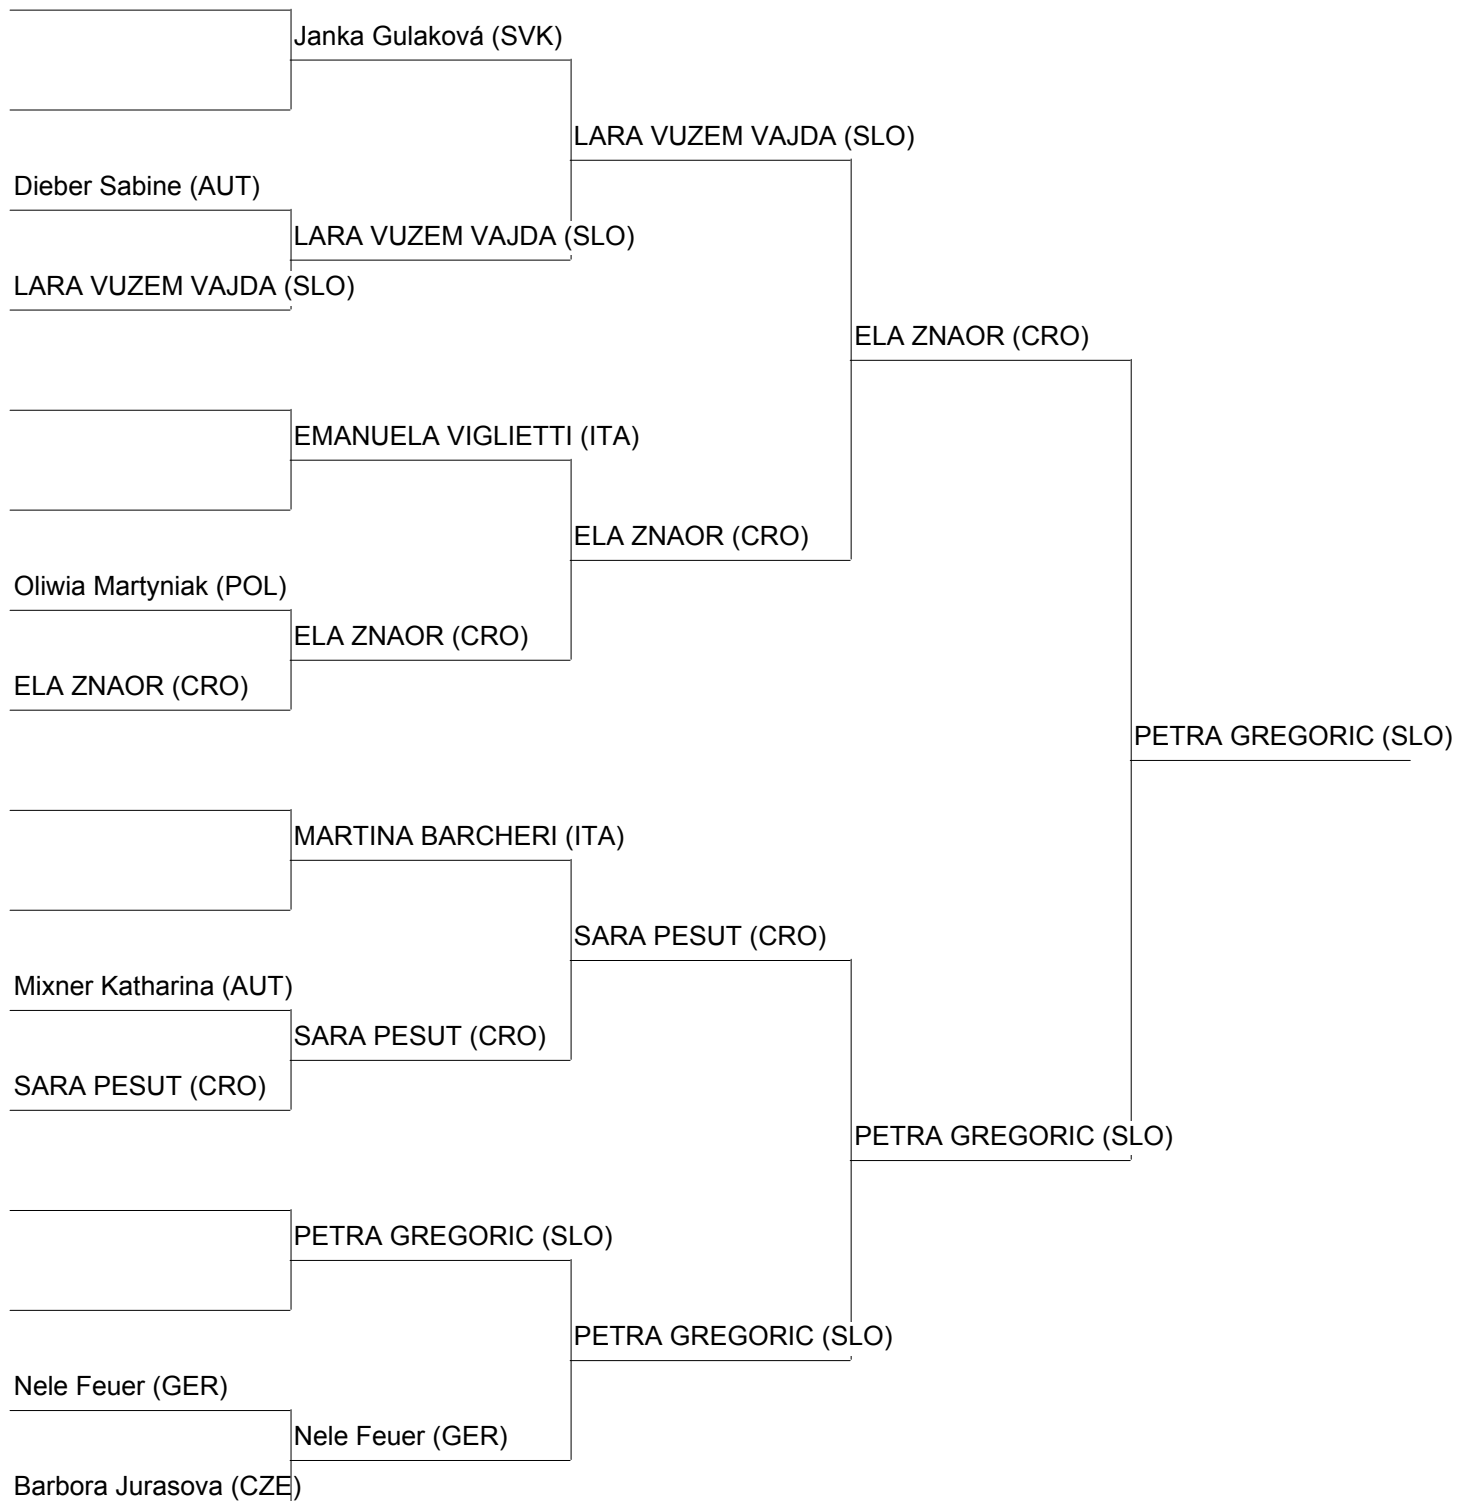 Janka Gulaková (SVK)
LARA VUZEM VAJDA (SLO)
Dieber Sabine (AUT)
LARA VUZEM VAJDA (SLO)
LARA VUZEM VAJDA (SLO)
ELA ZNAOR (CRO)
EMANUELA VIGLIETTI (ITA)
ELA ZNAOR (CRO)
Oliwia Martyniak (POL)
ELA ZNAOR (CRO)
ELA ZNAOR (CRO)
PETRA GREGORIC (SLO)
MARTINA BARCHERI (ITA)
SARA PESUT (CRO)
Mixner Katharina (AUT)
SARA PESUT (CRO)
SARA PESUT (CRO)
PETRA GREGORIC (SLO)
PETRA GREGORIC (SLO)
PETRA GREGORIC (SLO)
Nele Feuer (GER)
Nele Feuer (GER)
Barbora Jurasova (CZE)